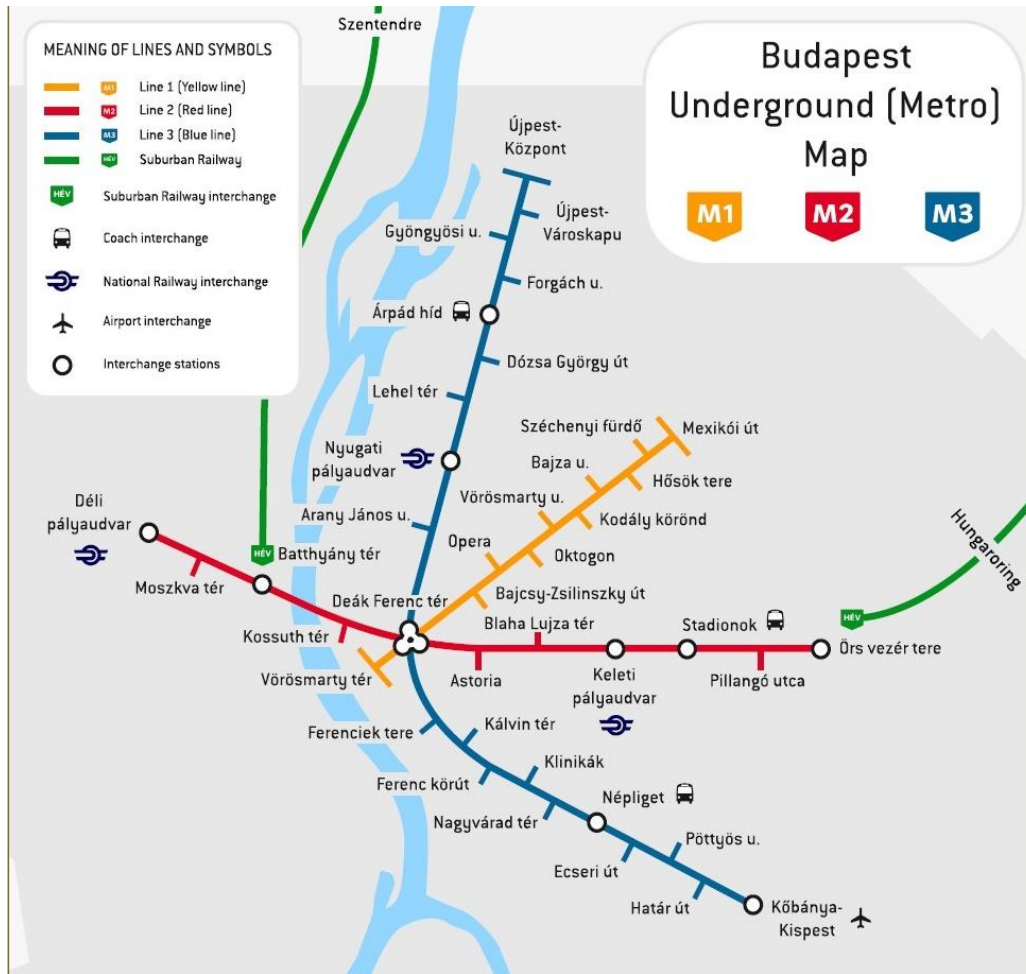 MEANING OF LINES AND SYMBOLS
M1 Line 1 (Yellow line)
M2 Line 2 (Red line)
M3 Line 3 (Blue line)
HÉV Suburban Railway
HÉV Suburban Railway interchange
Coach interchange
National Railway interchange
Airport interchange
Interchange stations
Szentendre
Budapest
Underground (Metro)
Map
M1 M2 M3
Újpest-
Központ
Újpest-
Városkapu
Gyöngyösi u.
Forgách u.
Árpád híd
Dózsa György út
Lehel tér
Nyugati
pályaudvar
Arany János u.
Széchenyi fürdő
Mexikói út
Bajza u.
Hősök tere
Vörösmarty u.
Kodály körönd
Opera
Oktogon
Bajcsy-Zsilinszky út
Déli
pályaudvar
Moszkva tér
HÉV Batthyány tér
Kossuth tér
Deák Ferenc tér
Vörösmarty tér
Astoria
Blaha Lujza tér
Keleti
pályaudvar
Stadionok
Pillangó utca
HÉV
Örs vezér tere
Hungaroring
Ferenciek tere
Kálvin tér
Ferenc körút
Klinikák
Nagyvárad tér
Népliget
Ecseri út
Pöttyös u.
Határ út
Kőbánya-
Kispest